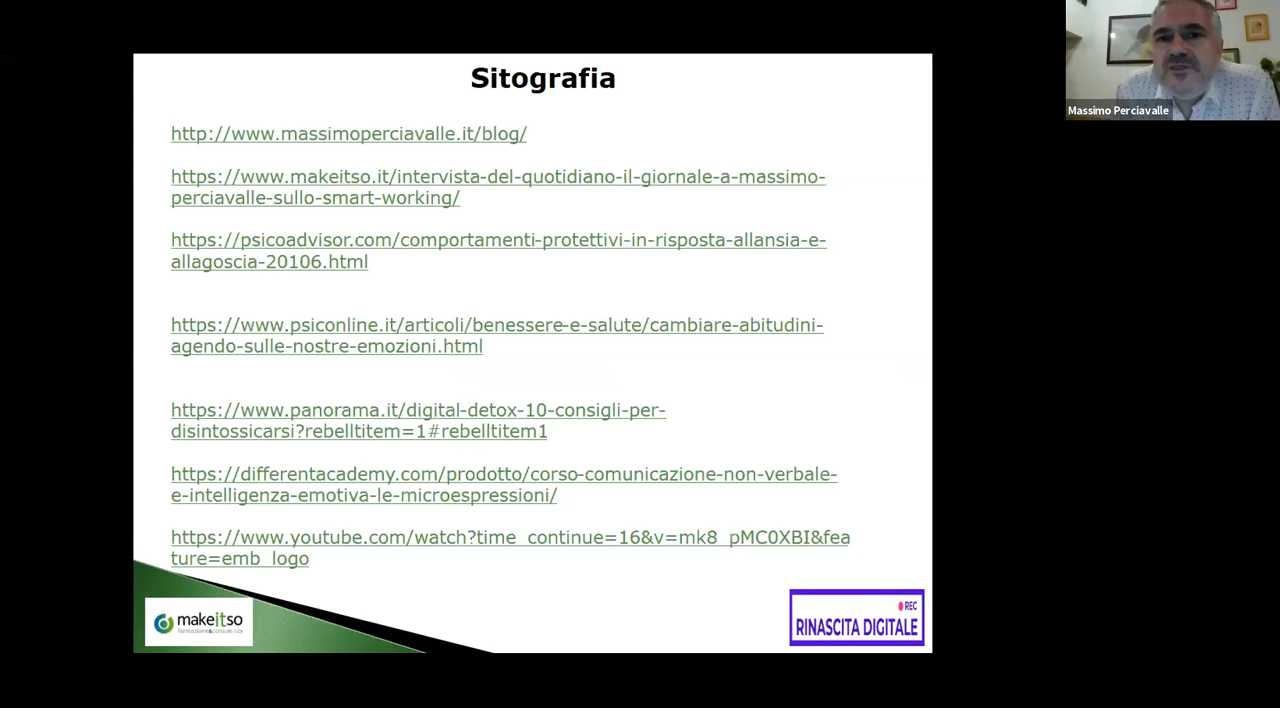 Sitografia
Massimo Perciavalle
http://www.massimoperciavalle.it/blog/
https://www.makeitso.it/intervista-del-quotidiano-il-giornale-a-massimo-
perciavalle-sullo-smart-working/
https://psicoadvisor.com/comportamenti-protettivi-in-risposta-allansia-e-
allagoscia-20106.html
https://www.psiconline.it/articoli/benessere-e-salute/cambiare-abitudini-
agendo-sulle-nostre-emozioni.html
https://www.panorama.it/digital-detox-10-consigli-per-
disintossicarsi?rebelltitem=1#rebelltitem1
https://differentacademy.com/prodotto/corso-comunicazione-non-verbale-
e-intelligenza-emotiva-le-microespressioni/
https://www.youtube.com/watch?time_continue=16&v=mk8_pMC0XBI&fea
ture=emb_logo
makeitso
formazione&consulenza
REC
RINASCITA DIGITALE